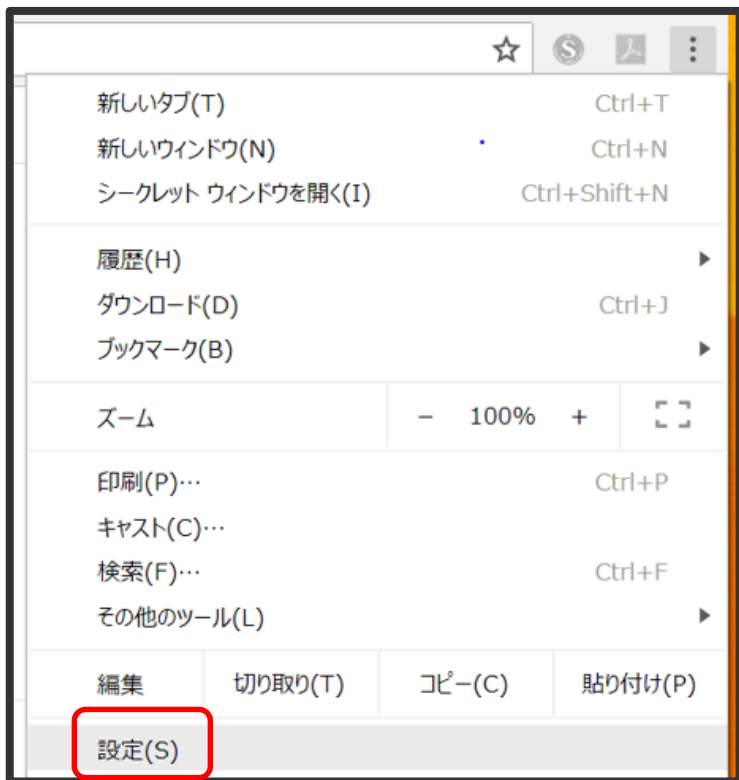 新しいタブ(T) Ctrl+T
新しいウィンドウ(N) Ctrl+N
シークレット ウィンドウを開く(I) Ctrl+Shift+N
履歴(H)
ダウンロード(D) Ctrl+J
ブックマーク(B)
ズーム − 100% +
印刷(P)… Ctrl+P
キャスト(C)…
検索(F)… Ctrl+F
その他のツール(L)
編集 切り取り(T) コピー(C) 貼り付け(P)
設定(S)